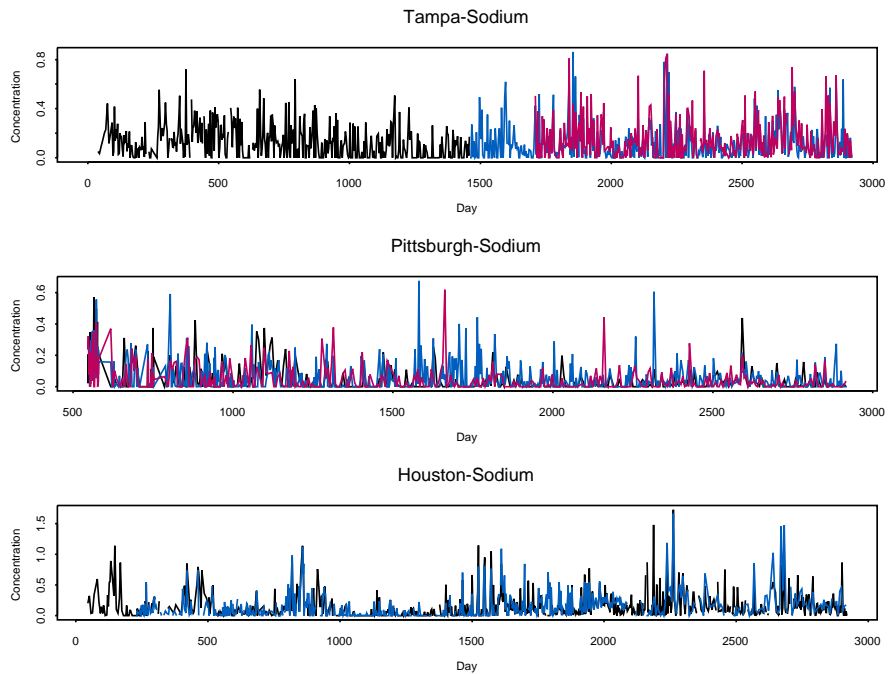 Tampa-Sodium
Concentration
0.0 0.4 0.8
0 500 1000 1500 2000 2500 3000
Day
Pittsburgh-Sodium
Concentration
0.0 0.2 0.4 0.6
500 1000 1500 2000 2500 3000
Day
Houston-Sodium
Concentration
0.0 0.5 1.0 1.5
0 500 1000 1500 2000 2500 3000
Day